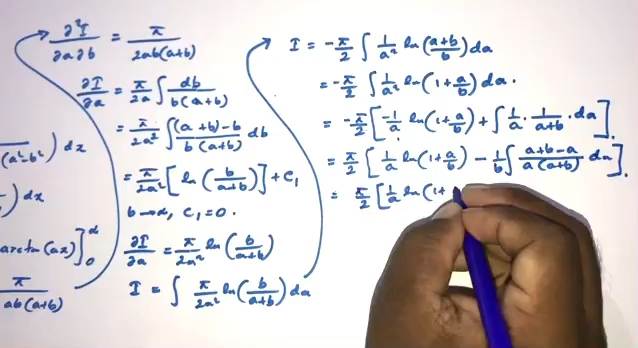 (a²-b²) ) dx
) dx
arctan(ax)]₀^∞
π / ab(a+b)
∂²I/∂a∂b = π / 2ab(a+b)
∂I/∂a = π/2a ∫ db / b(a+b)
= π/2a² ∫ (a+b)-b / b(a+b) db
= π/2a² [ ln ( b/a+b ) ] + C₁
b→∞, C₁=0.
∂I/∂a = π/2a² ln ( b/a+b )
I = ∫ π/2a² ln ( b/a+b ) da
I = -π/2 ∫ 1/a² ln ( a+b/b ) da
= -π/2 ∫ 1/a² ln ( 1+a/b ) da.
= -π/2 [ -1/a ln ( 1+a/b ) + ∫ 1/a · 1/a+b · da ].
= π/2 [ 1/a ln ( 1+a/b ) - 1/b ∫ a+b-a / a(a+b) da ].
= π/2 [ 1/a ln ( 1+